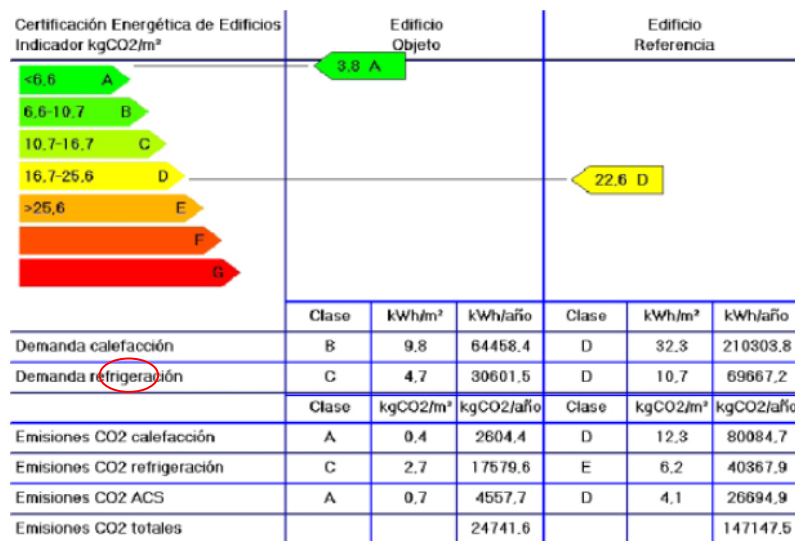 Certificación Energética de Edificios Edificio Edificio
Indicador kgCO2/m² Objeto Referencia
3,8 A
<6,6 A
6,6-10,7 B
10,7-16,7 C
16,7-25,6 D 22,6 D
>25,6 E
F
G
Clase kWh/m² kWh/año Clase kWh/m² kWh/año
Demanda calefacción B 9,8 64458,4 D 32,3 210303,8
Demanda refrigeración C 4,7 30601,5 D 10,7 69667,2
Clase kgCO2/m² kgCO2/año Clase kgCO2/m² kgCO2/año
Emisiones CO2 calefacción A 0,4 2604,4 D 12,3 80084,7
Emisiones CO2 refrigeración C 2,7 17579,6 E 6,2 40367,9
Emisiones CO2 ACS A 0,7 4557,7 D 4,1 26694,9
Emisiones CO2 totales 24741,6 147147,5